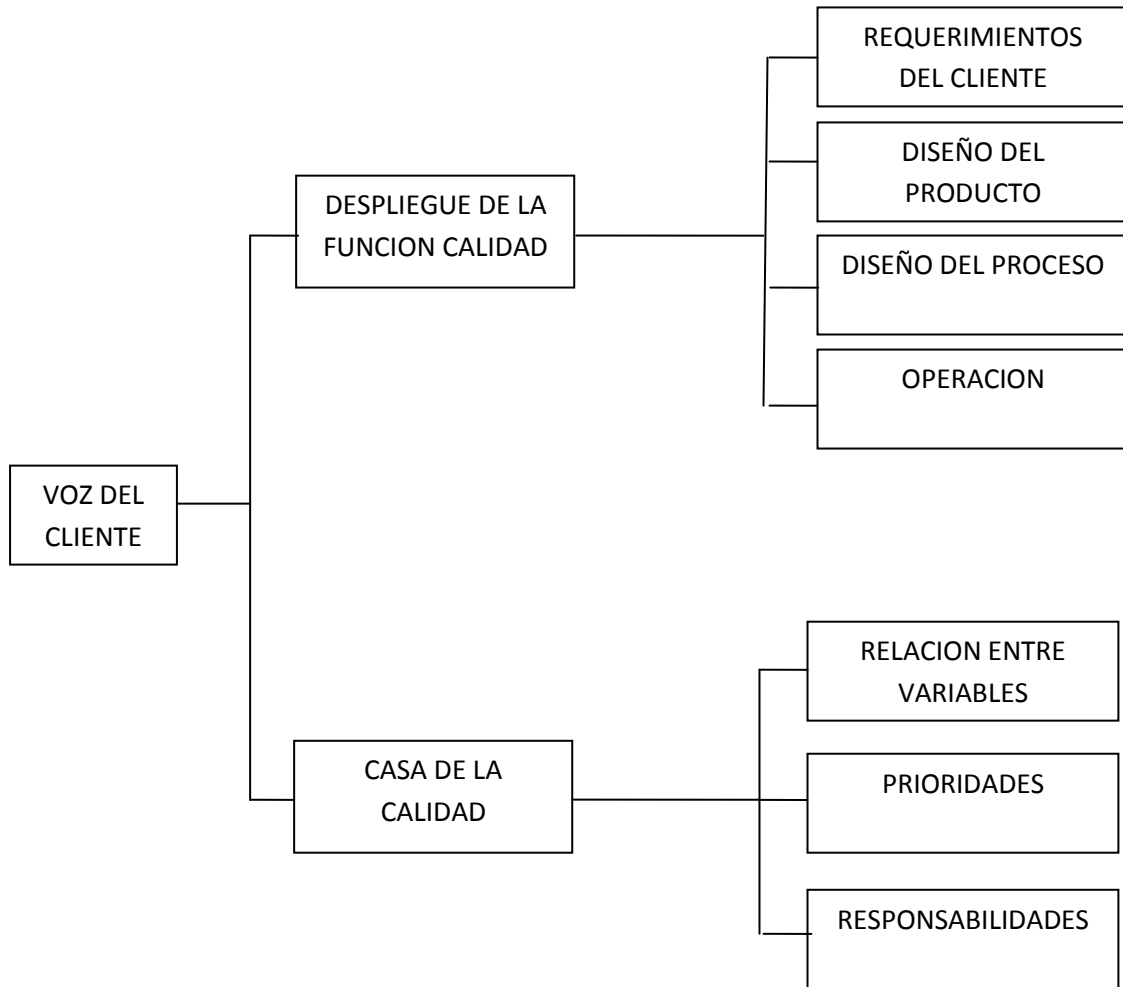 REQUERIMIENTOS
DEL CLIENTE
DISEÑO DEL
PRODUCTO
DESPLIEGUE DE LA
FUNCION CALIDAD
DISEÑO DEL PROCESO
OPERACION
VOZ DEL
CLIENTE
RELACION ENTRE
VARIABLES
CASA DE LA
CALIDAD
PRIORIDADES
RESPONSABILIDADES